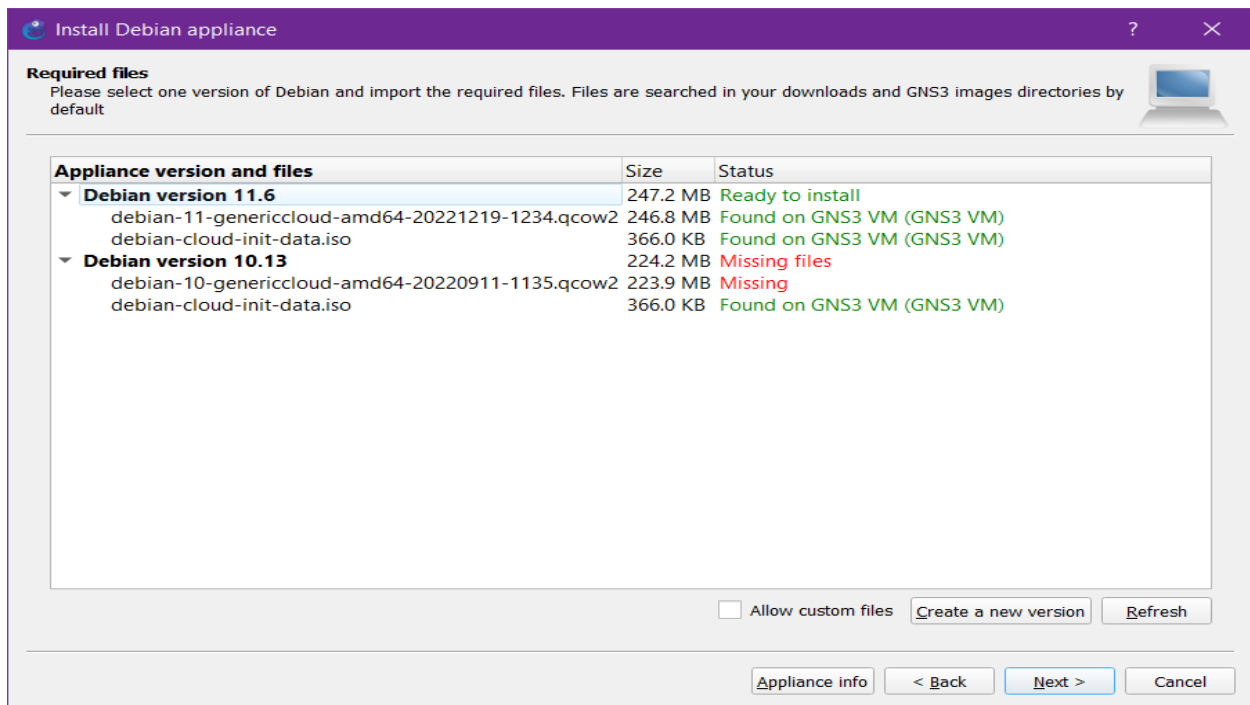 Install Debian appliance
Required files
Please select one version of Debian and import the required files. Files are searched in your downloads and GNS3 images directories by
default
Appliance version and files Size Status
Debian version 11.6 247.2 MB Ready to install
debian-11-genericcloud-amd64-20221219-1234.qcow2 246.8 MB Found on GNS3 VM (GNS3 VM)
debian-cloud-init-data.iso 366.0 KB Found on GNS3 VM (GNS3 VM)
Debian version 10.13 224.2 MB Missing files
debian-10-genericcloud-amd64-20220911-1135.qcow2 223.9 MB Missing
debian-cloud-init-data.iso 366.0 KB Found on GNS3 VM (GNS3 VM)
Allow custom files Create a new version Refresh
Appliance info < Back Next > Cancel